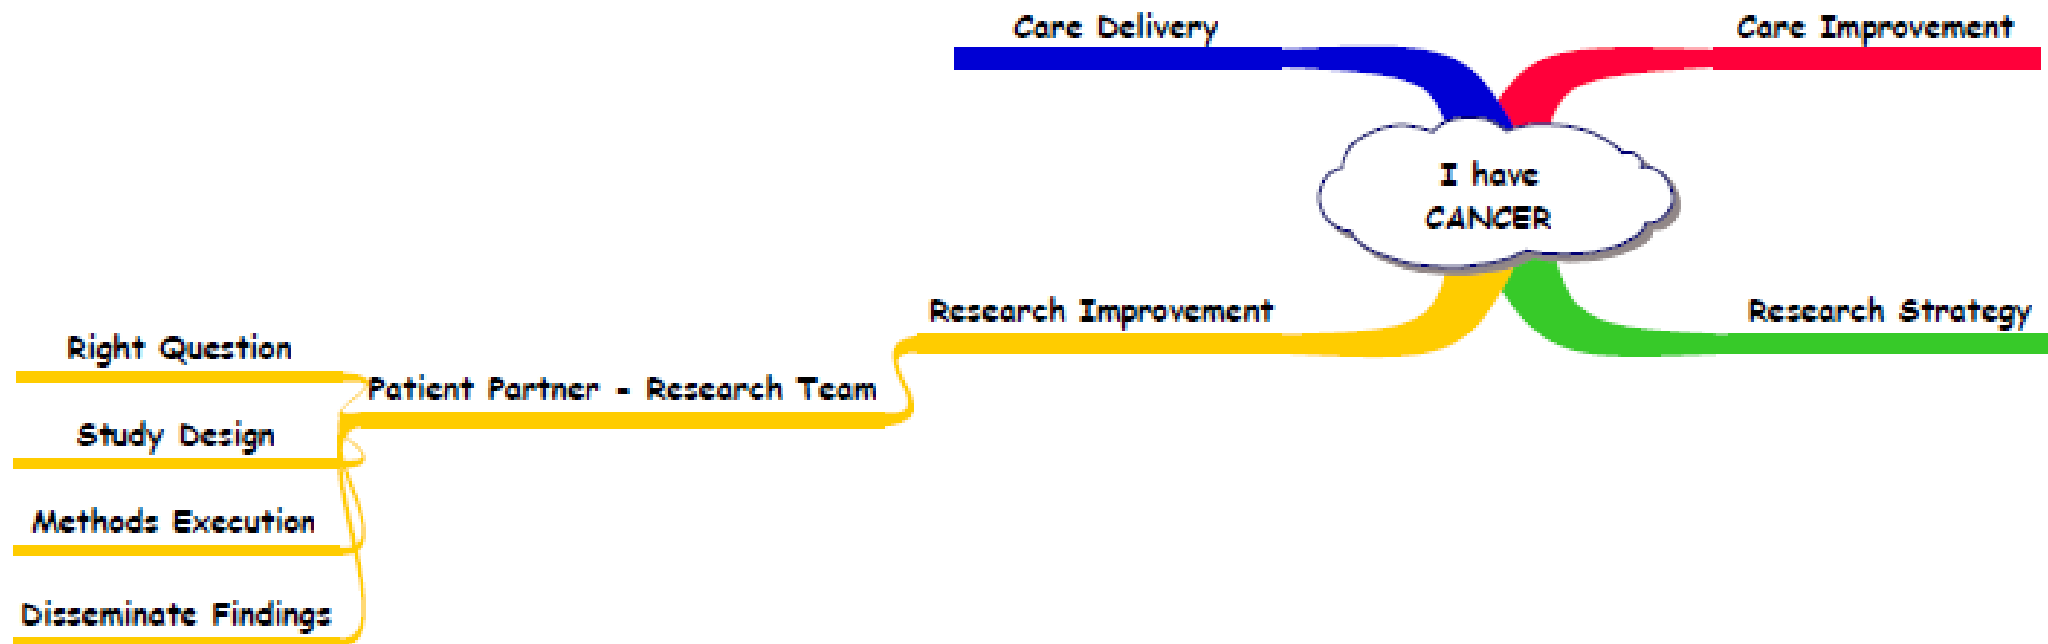 Care Delivery
Care Improvement
I have
CANCER
Research Improvement
Research Strategy
Right Question
Patient Partner - Research Team
Study Design
Methods Execution
Disseminate Findings